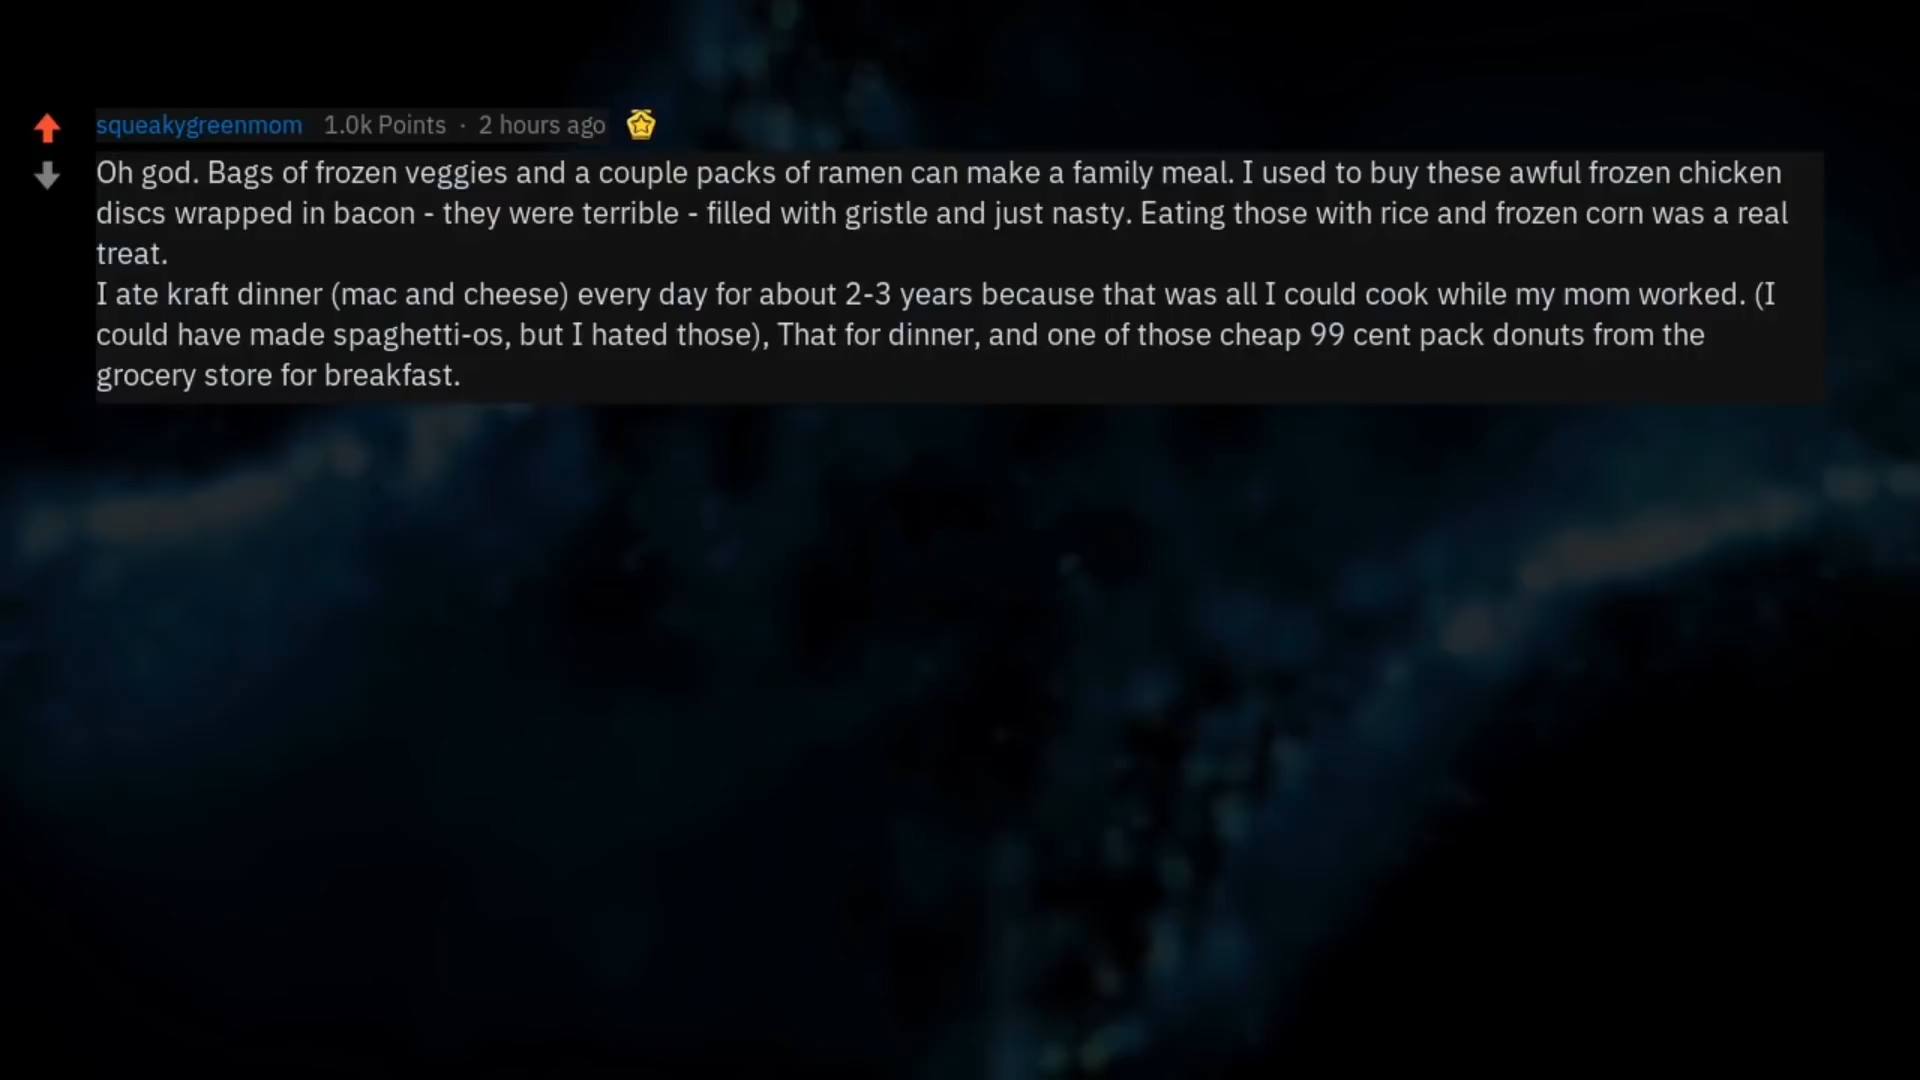 squeakygreenmom 1.0k Points · 2 hours ago
Oh god. Bags of frozen veggies and a couple packs of ramen can make a family meal. I used to buy these awful frozen chicken
discs wrapped in bacon - they were terrible - filled with gristle and just nasty. Eating those with rice and frozen corn was a real
treat.
I ate kraft dinner (mac and cheese) every day for about 2-3 years because that was all I could cook while my mom worked. (I
could have made spaghetti-os, but I hated those), That for dinner, and one of those cheap 99 cent pack donuts from the
grocery store for breakfast.